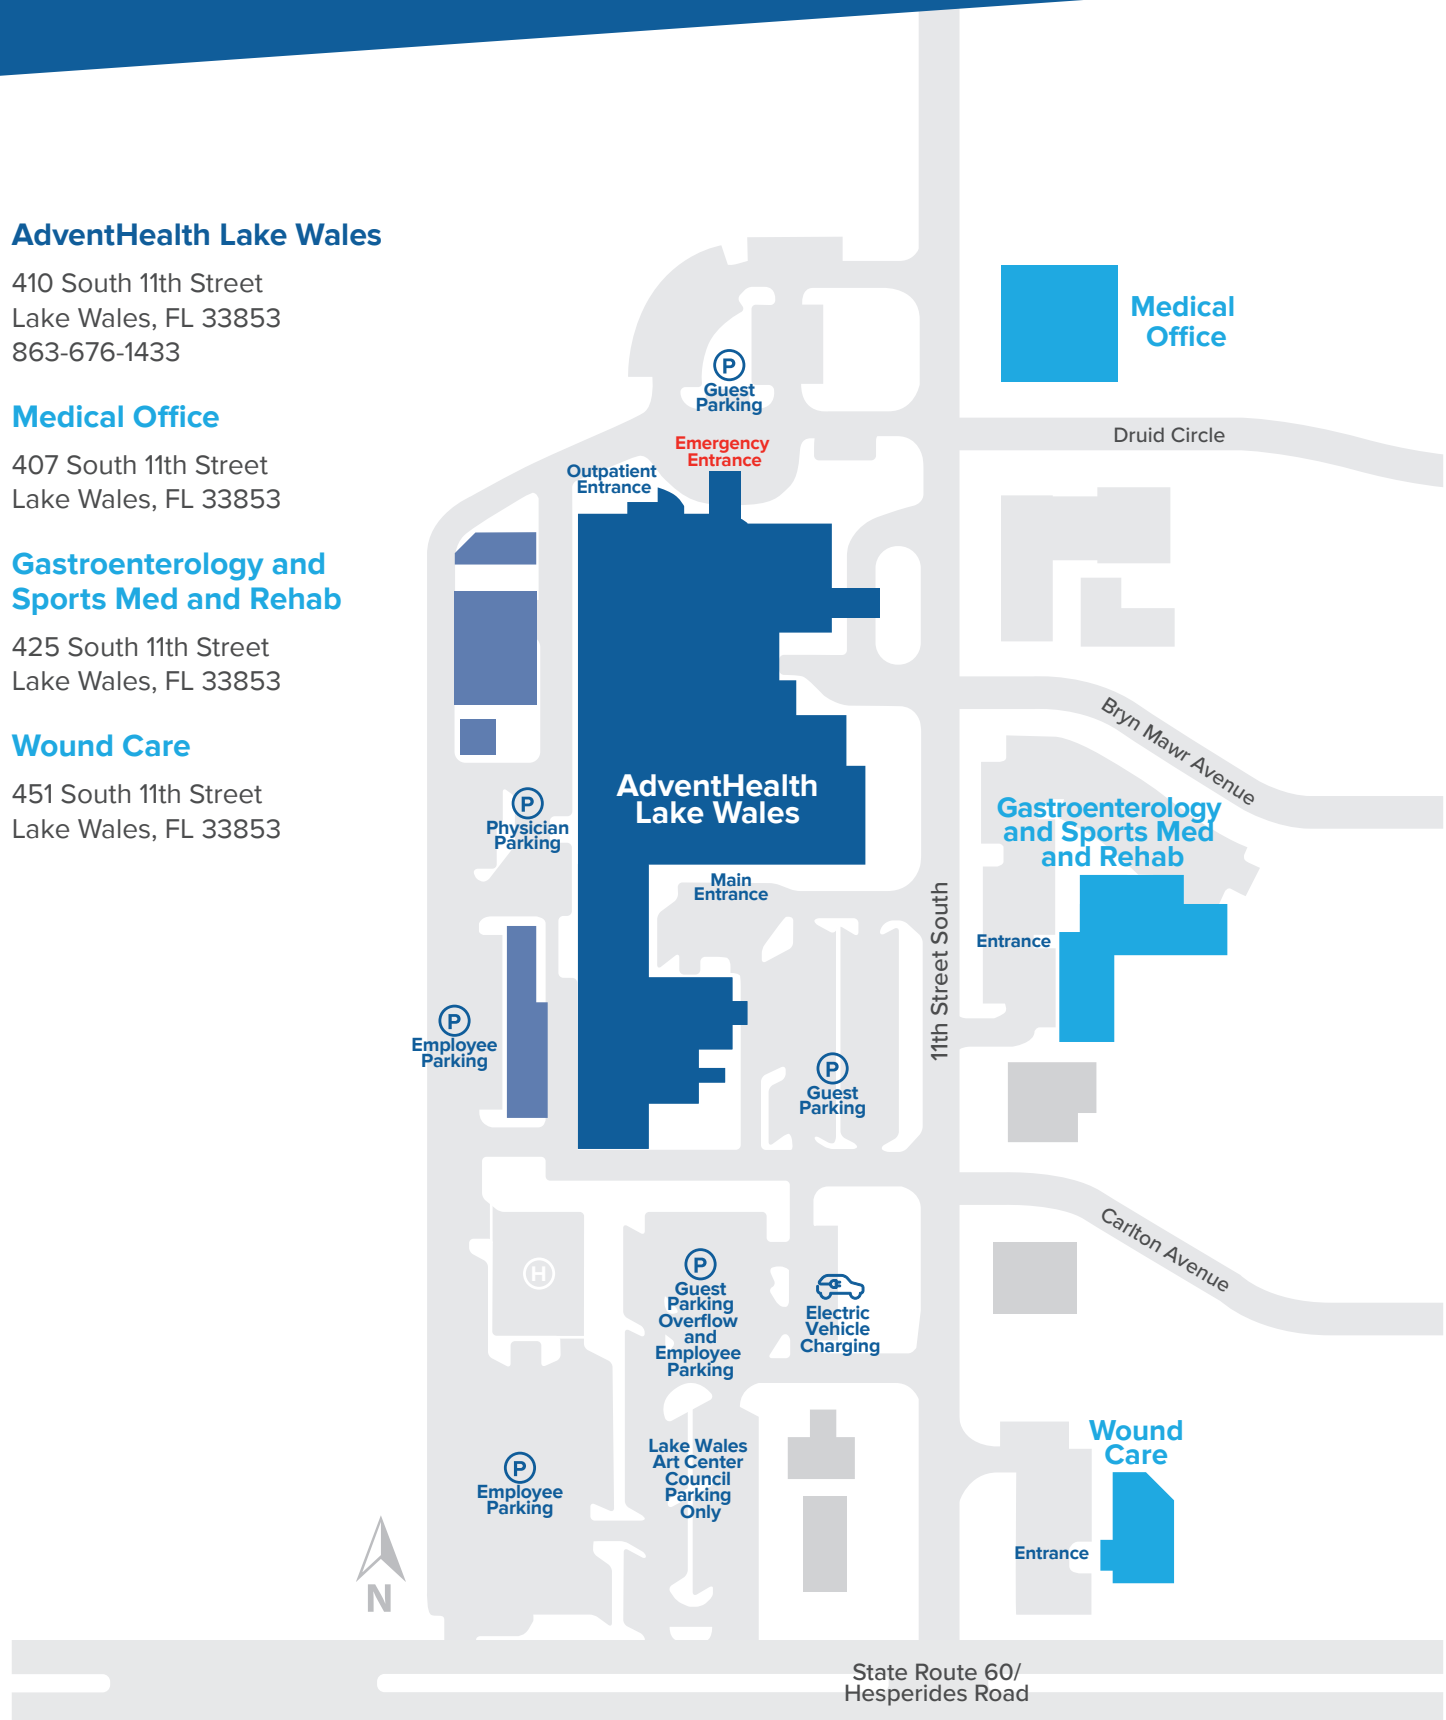 AdventHealth Lake Wales
410 South 11th Street
Lake Wales, FL 33853
863-676-1433
Medical Office
407 South 11th Street
Lake Wales, FL 33853
Gastroenterology and
Sports Med and Rehab
425 South 11th Street
Lake Wales, FL 33853
Wound Care
451 South 11th Street
Lake Wales, FL 33853
Medical
Office
P
Guest
Parking
Druid Circle
Emergency
Entrance
Outpatient
Entrance
Bryn Mawr Avenue
AdventHealth
Lake Wales
P
Physician
Parking
Gastroenterology
and Sports Med
and Rehab
Main
Entrance
Entrance
11th Street South
P
Employee
Parking
P
Guest
Parking
Carlton Avenue
H
P
Guest
Parking
Overflow
and
Employee
Parking
Electric
Vehicle
Charging
Lake Wales
Art Center
Council
Parking
Only
P
Employee
Parking
Wound
Care
Entrance
N
State Route 60/
Hesperides Road